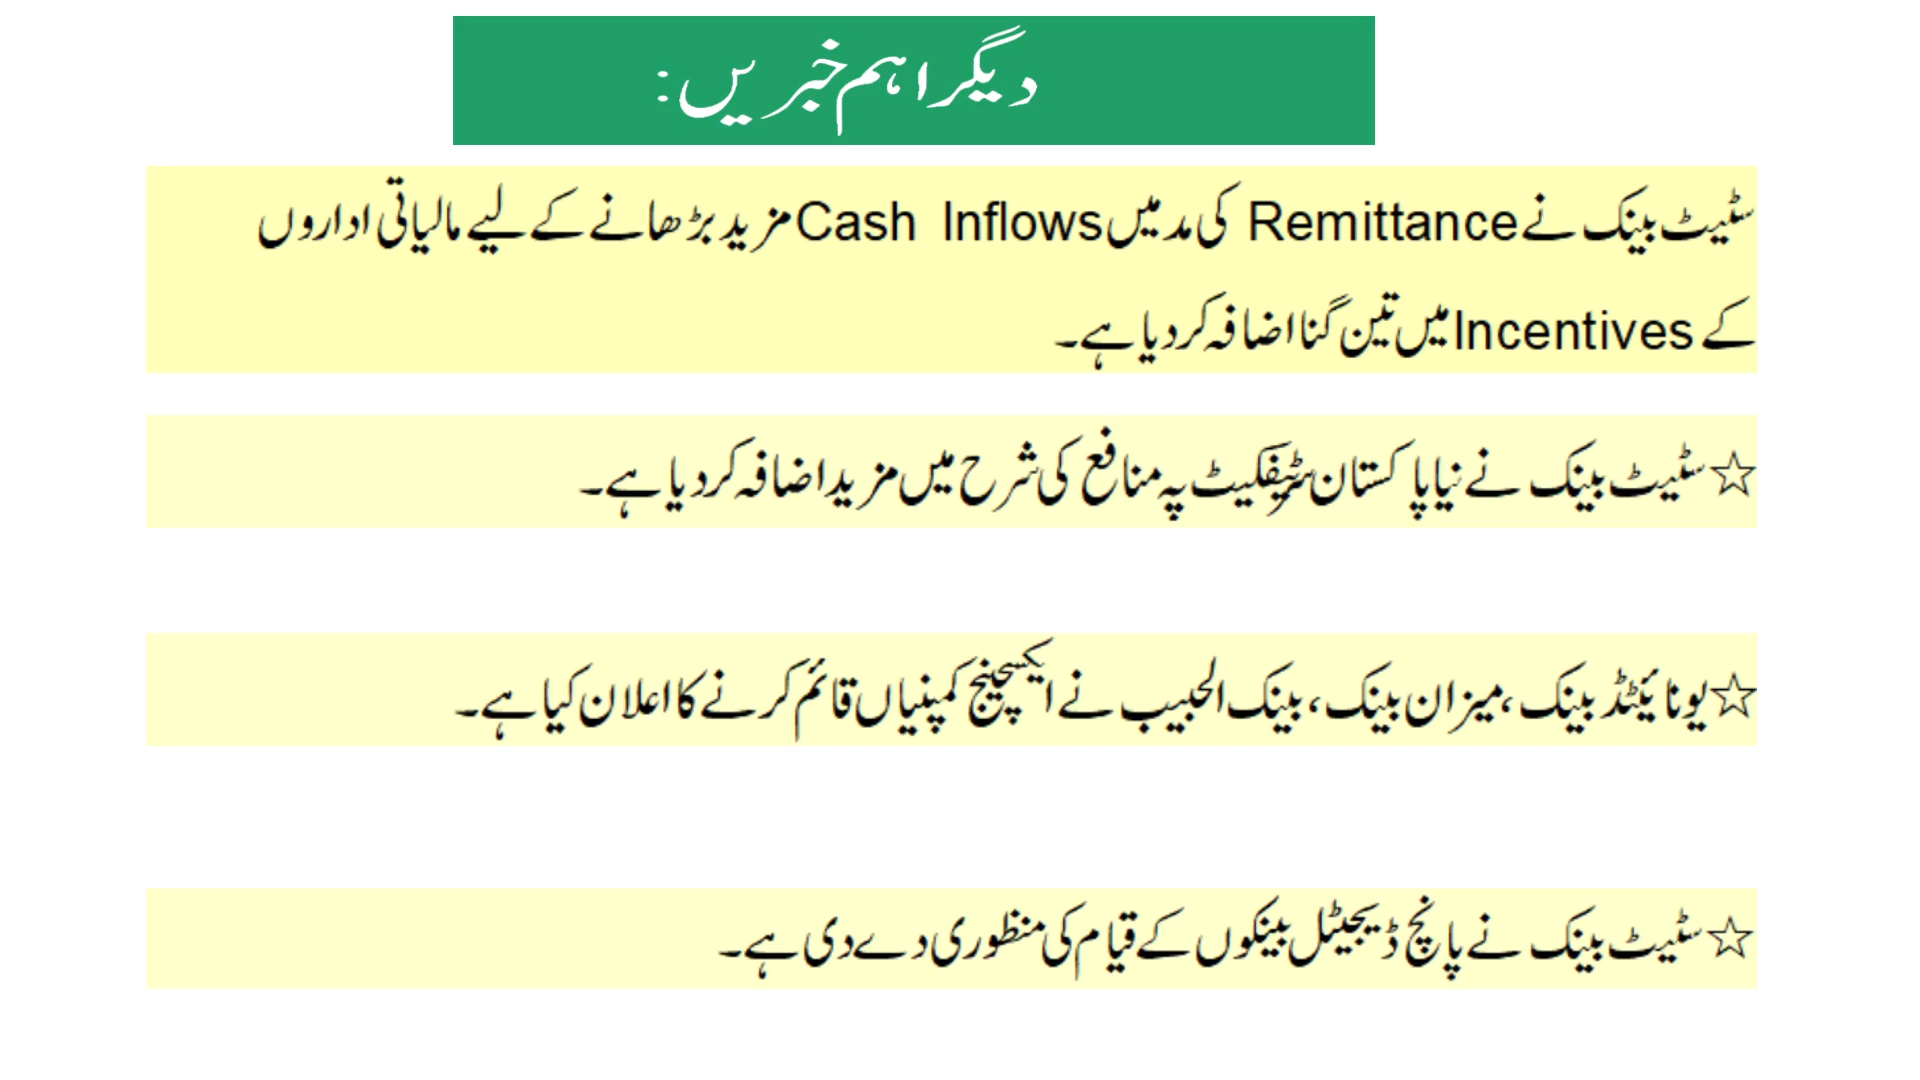 دیگر اہم خبریں:
سٹیٹ بینک نے Remittance کی مد میں Cash Inflows مزید بڑھانے کے لیے مالیاتی اداروں
کے Incentives میں تین گنا اضافہ کر دیا ہے۔
☆سٹیٹ بینک نے نیا پاکستان سرٹیفکیٹ پہ منافع کی شرح میں مزید اضافہ کر دیا ہے۔
☆یونائیٹڈ بینک، میزان بینک، بینک الحبیب نے ایکسچینج کمپنیاں قائم کرنے کا اعلان کیا ہے۔
☆سٹیٹ بینک نے پانچ ڈیجیٹل بینکوں کے قیام کی منظوری دے دی ہے۔